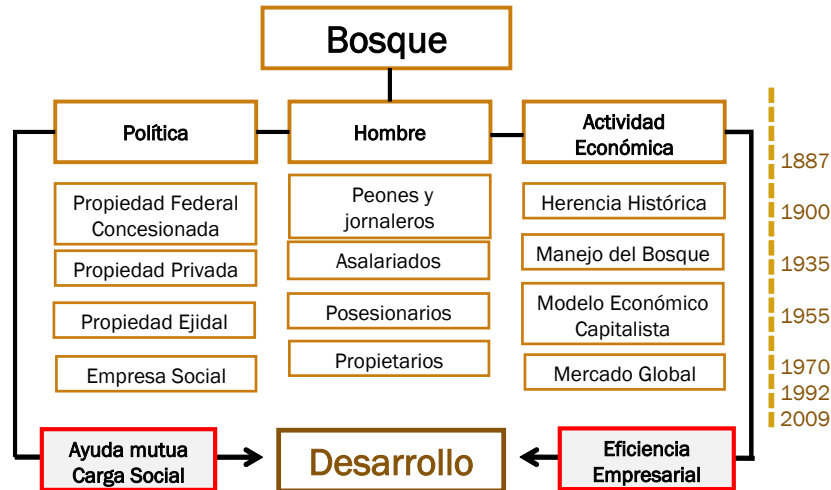 Bosque
Política
Hombre
Actividad
Económica
Propiedad Federal
Concesionada
Propiedad Privada
Propiedad Ejidal
Empresa Social
Peones y
jornaleros
Asalariados
Posesionarios
Propietarios
Herencia Histórica
Manejo del Bosque
Modelo Económico
Capitalista
Mercado Global
1887
1900
1935
1955
1970
1992
2009
Ayuda mutua
Carga Social
Desarrollo
Eficiencia
Empresarial